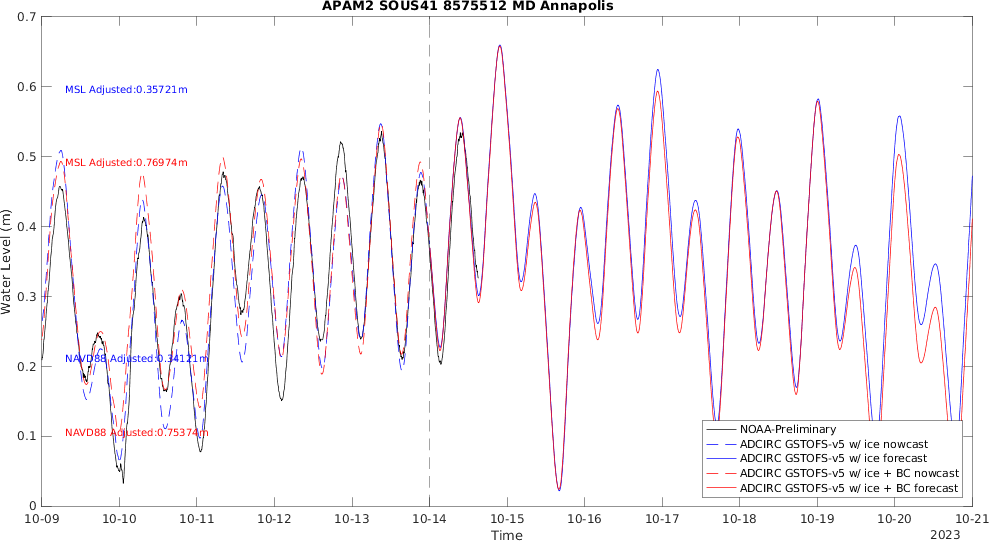 APAM2 SOUS41 8575512 MD Annapolis
0.7
0.6
0.5
0.4
0.3
0.2
0.1
0
Water Level (m)
MSL Adjusted:0.35721m
MSL Adjusted:0.76974m
NAVD88 Adjusted:0.34121m
NAVD88 Adjusted:0.75374m
NOAA-Preliminary
ADCIRC GSTOFS-v5 w/ ice nowcast
ADCIRC GSTOFS-v5 w/ ice forecast
ADCIRC GSTOFS-v5 w/ ice + BC nowcast
ADCIRC GSTOFS-v5 w/ ice + BC forecast
10-09 10-10 10-11 10-12 10-13 10-14 10-15 10-16 10-17 10-18 10-19 10-20 10-21
Time
2023